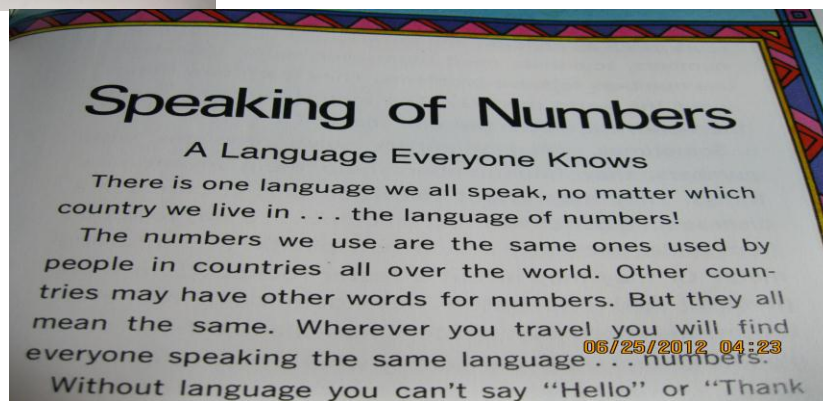 Speaking of Numbers
A Language Everyone Knows
There is one language we all speak, no matter which
country we live in . . . the language of numbers!
The numbers we use are the same ones used by
people in countries all over the world. Other coun-
tries may have other words for numbers. But they all
mean the same. Wherever you travel you will find
everyone speaking the same language . . . numbers.
06/25/2012 04:23
Without language you can't say "Hello" or "Thank